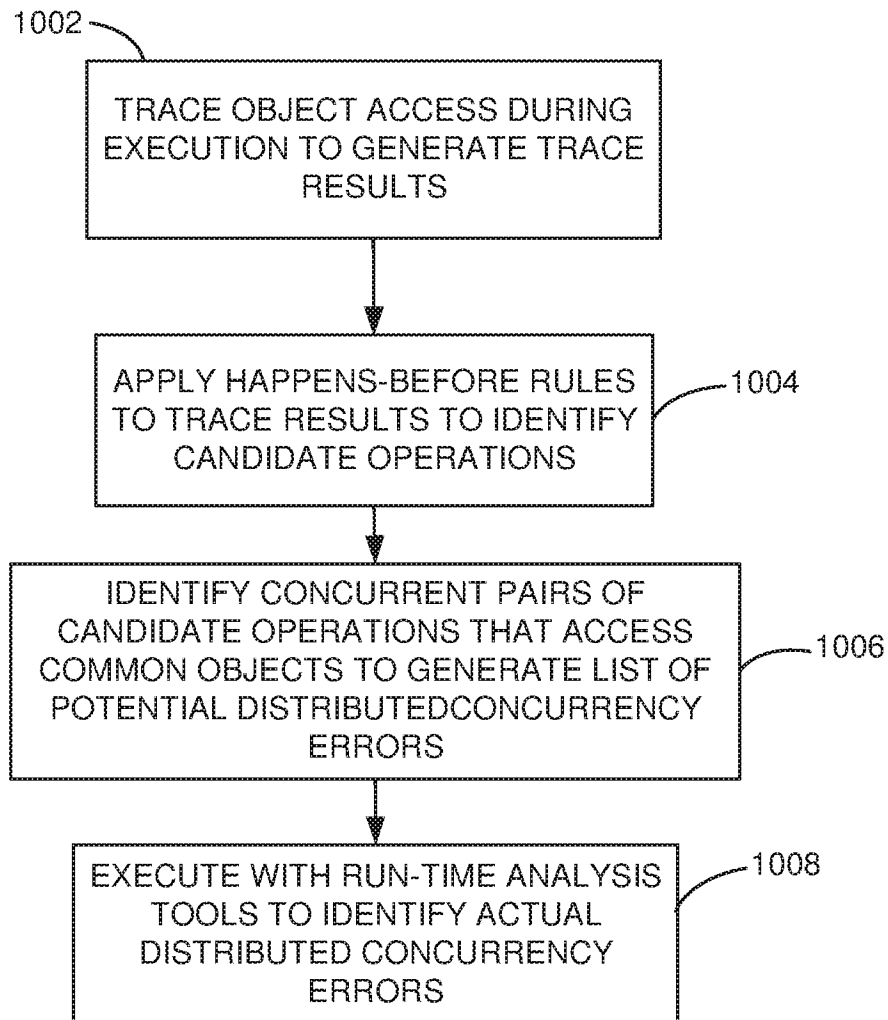 1002
TRACE OBJECT ACCESS DURING
EXECUTION TO GENERATE TRACE
RESULTS
APPLY HAPPENS-BEFORE RULES
TO TRACE RESULTS TO IDENTIFY
CANDIDATE OPERATIONS
1004
IDENTIFY CONCURRENT PAIRS OF
CANDIDATE OPERATIONS THAT ACCESS
COMMON OBJECTS TO GENERATE LIST OF
POTENTIAL DISTRIBUTEDCONCURRENCY
ERRORS
1006
EXECUTE WITH RUN-TIME ANALYSIS
TOOLS TO IDENTIFY ACTUAL
DISTRIBUTED CONCURRENCY
ERRORS
1008